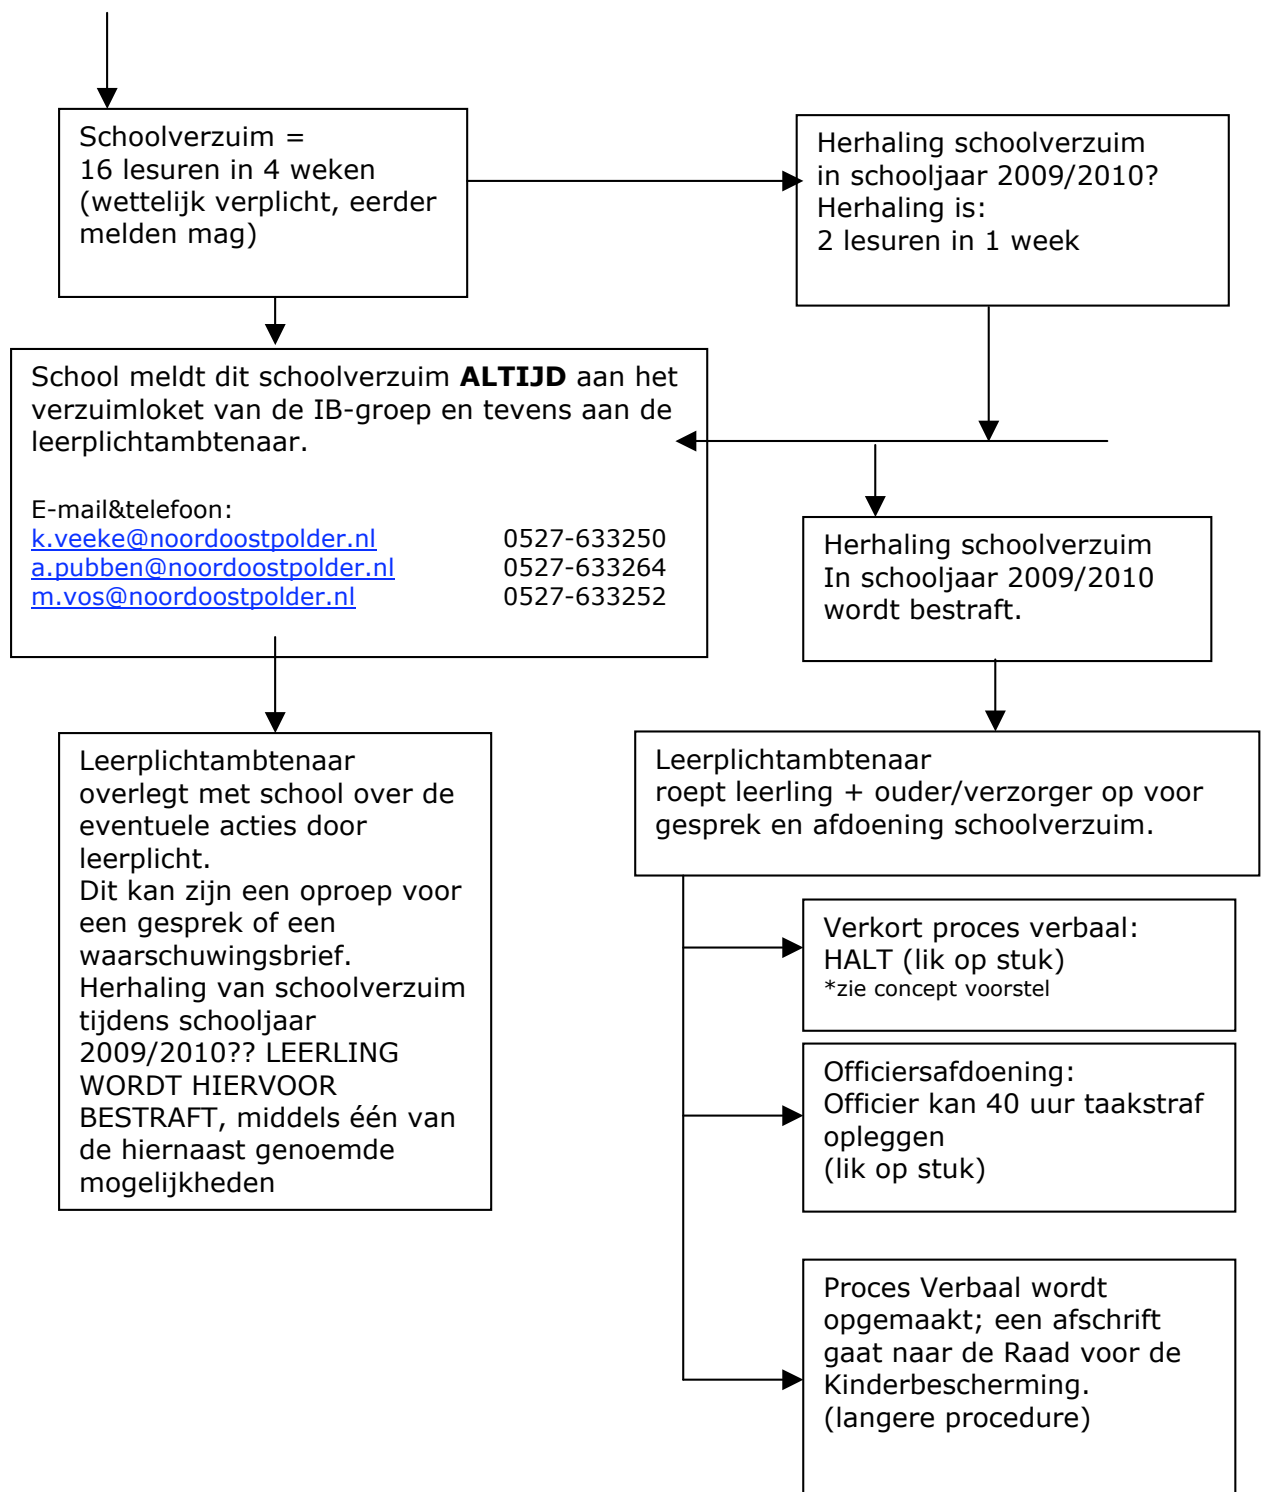 Schoolverzuim =
16 lesuren in 4 weken
(wettelijk verplicht, eerder
melden mag)
Herhaling schoolverzuim
in schooljaar 2009/2010?
Herhaling is:
2 lesuren in 1 week
School meldt dit schoolverzuim ALTIJD aan het
verzuimloket van de IB-groep en tevens aan de
leerplichtambtenaar.
E-mail&telefoon:
k.veeke@noordoostpolder.nl 0527-633250
a.pubben@noordoostpolder.nl 0527-633264
m.vos@noordoostpolder.nl 0527-633252
Herhaling schoolverzuim
In schooljaar 2009/2010
wordt bestraft.
Leerplichtambtenaar
overlegt met school over de
eventuele acties door
leerplicht.
Dit kan zijn een oproep voor
een gesprek of een
waarschuwingsbrief.
Herhaling van schoolverzuim
tijdens schooljaar
2009/2010?? LEERLING
WORDT HIERVOOR
BESTRAFT, middels één van
de hiernaast genoemde
mogelijkheden
Leerplichtambtenaar
roept leerling + ouder/verzorger op voor
gesprek en afdoening schoolverzuim.
Verkort proces verbaal:
HALT (lik op stuk)
*zie concept voorstel
Officiersafdoening:
Officier kan 40 uur taakstraf
opleggen
(lik op stuk)
Proces Verbaal wordt
opgemaakt; een afschrift
gaat naar de Raad voor de
Kinderbescherming.
(langere procedure)